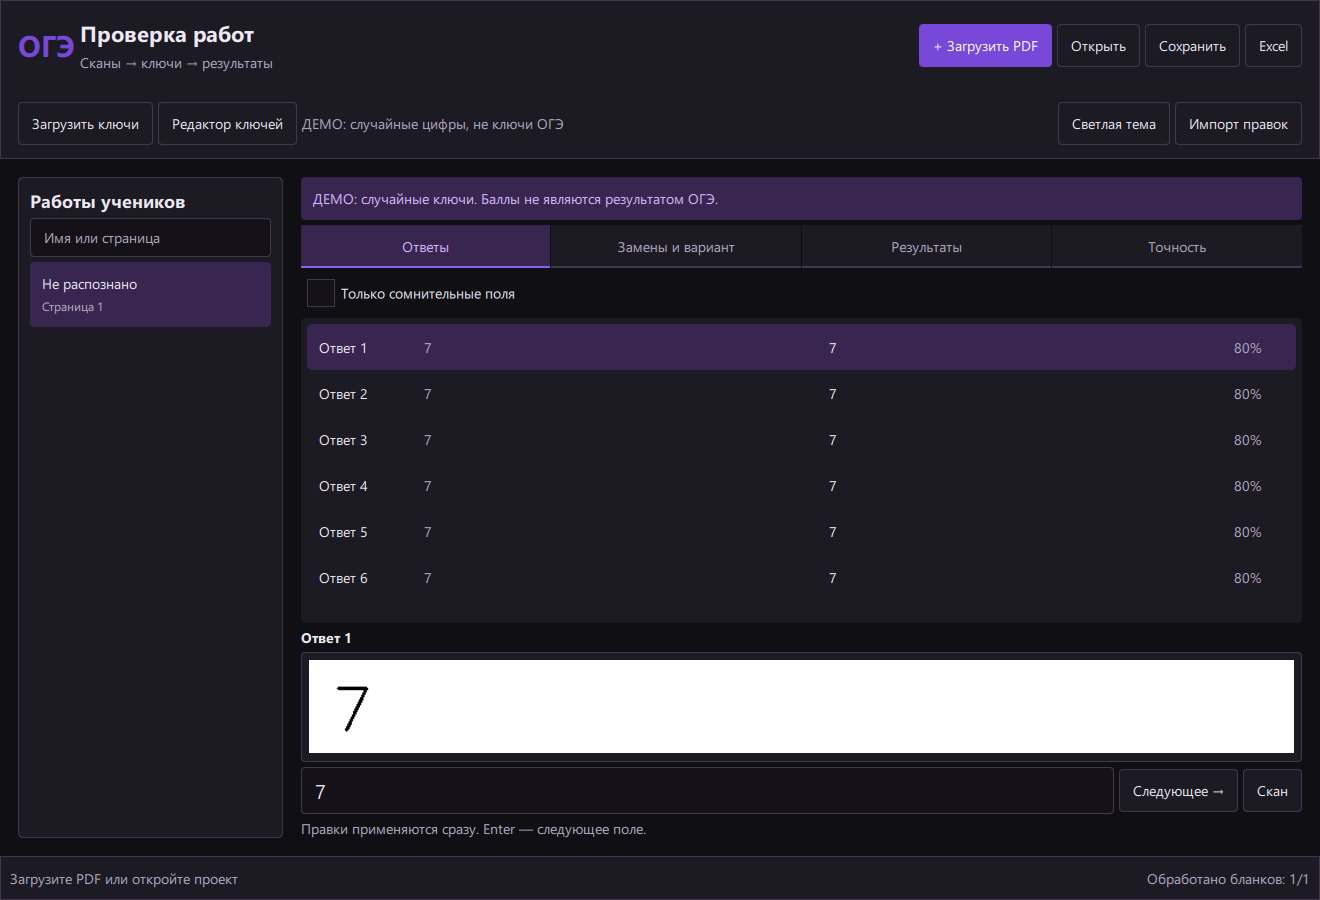 ОГЭ
Проверка работ
Сканы → ключи → результаты
+ Загрузить PDF
Открыть
Сохранить
Excel
Загрузить ключи
Редактор ключей
ДЕМО: случайные цифры, не ключи ОГЭ
Светлая тема
Импорт правок
Работы учеников
Имя или страница
Не распознано
Страница 1
ДЕМО: случайные ключи. Баллы не являются результатом ОГЭ.
Ответы
Замены и вариант
Результаты
Точность
Только сомнительные поля
Ответ 1 7 7 80%
Ответ 2 7 7 80%
Ответ 3 7 7 80%
Ответ 4 7 7 80%
Ответ 5 7 7 80%
Ответ 6 7 7 80%
Ответ 1
7
7
Следующее →
Скан
Правки применяются сразу. Enter — следующее поле.
Загрузите PDF или откройте проект
Обработано бланков: 1/1